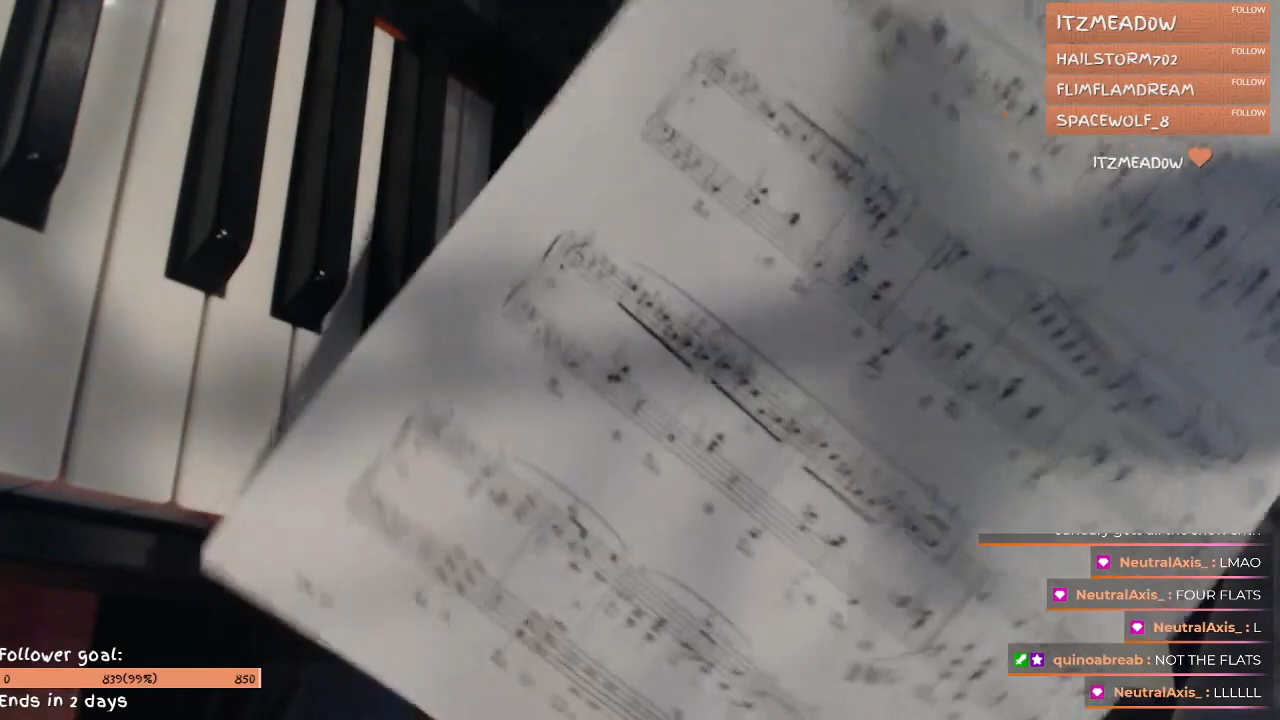 ITZMEADOW FOLLOW
HAILSTORM702 FOLLOW
FLIMFLAMDREAM FOLLOW
SPACEWOLF_8 FOLLOW
ITZMEADOW
NeutralAxis_ : LMAO
NeutralAxis_ : FOUR FLATS
NeutralAxis_ : L
quinoabreab : NOT THE FLATS
NeutralAxis_ : LLLLLL
Follower goal:
0 839(99%) 850
Ends in 2 days